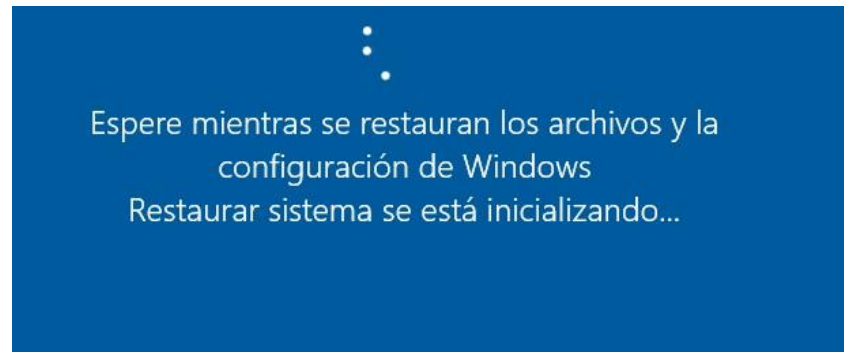 Espere mientras se restauran los archivos y la
configuración de Windows
Restaurar sistema se está inicializando...